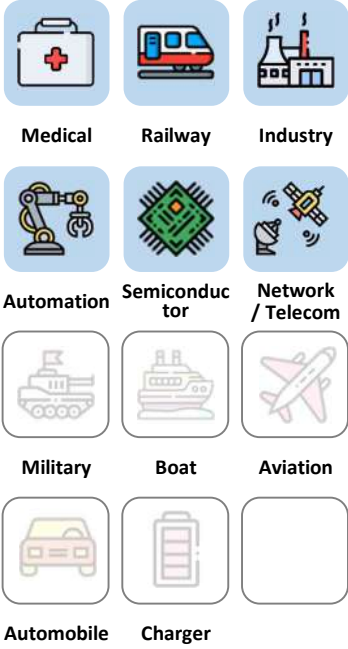 Medical
Railway
Industry
Automation
Semiconduc
tor
Network
/ Telecom
Military
Boat
Aviation
Automobile
Charger